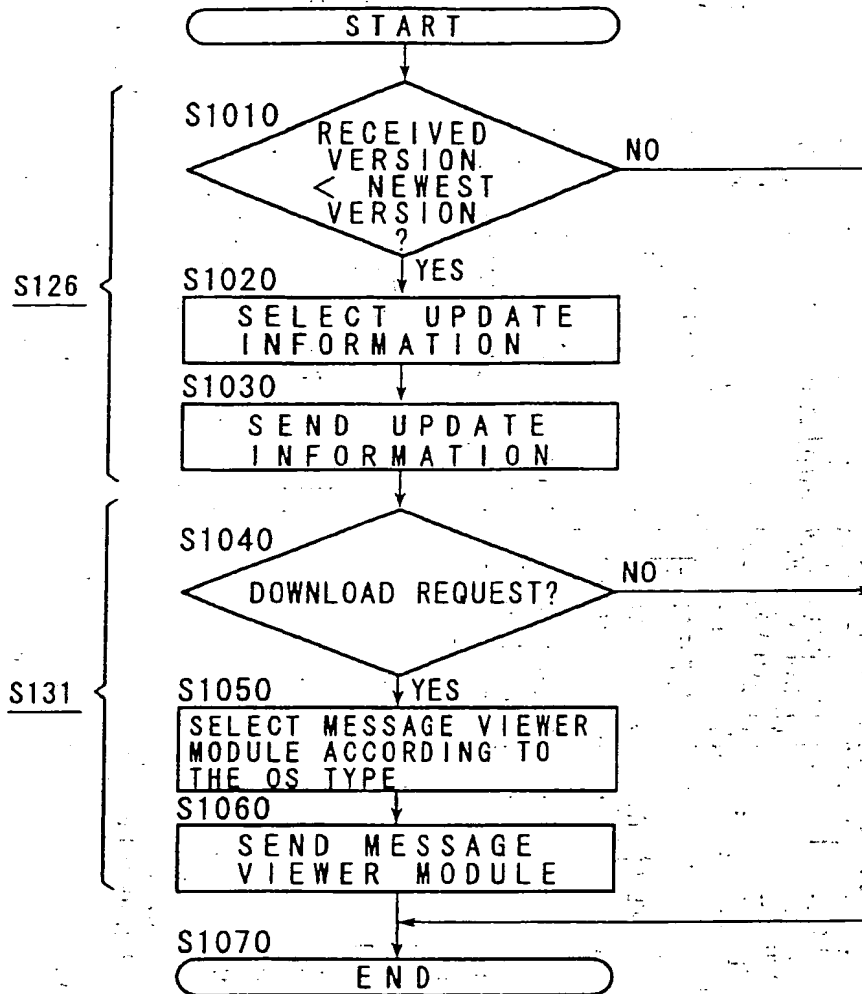 START
S1010
RECEIVED
VERSION
< NEWEST
VERSION
?
NO
YES
S126
S1020
SELECT UPDATE
INFORMATION
S1030
SEND UPDATE
INFORMATION
S1040
DOWNLOAD REQUEST?
NO
YES
S131
S1050
SELECT MESSAGE VIEWER
MODULE ACCORDING TO
THE OS TYPE
S1060
SEND MESSAGE
VIEWER MODULE
S1070
END